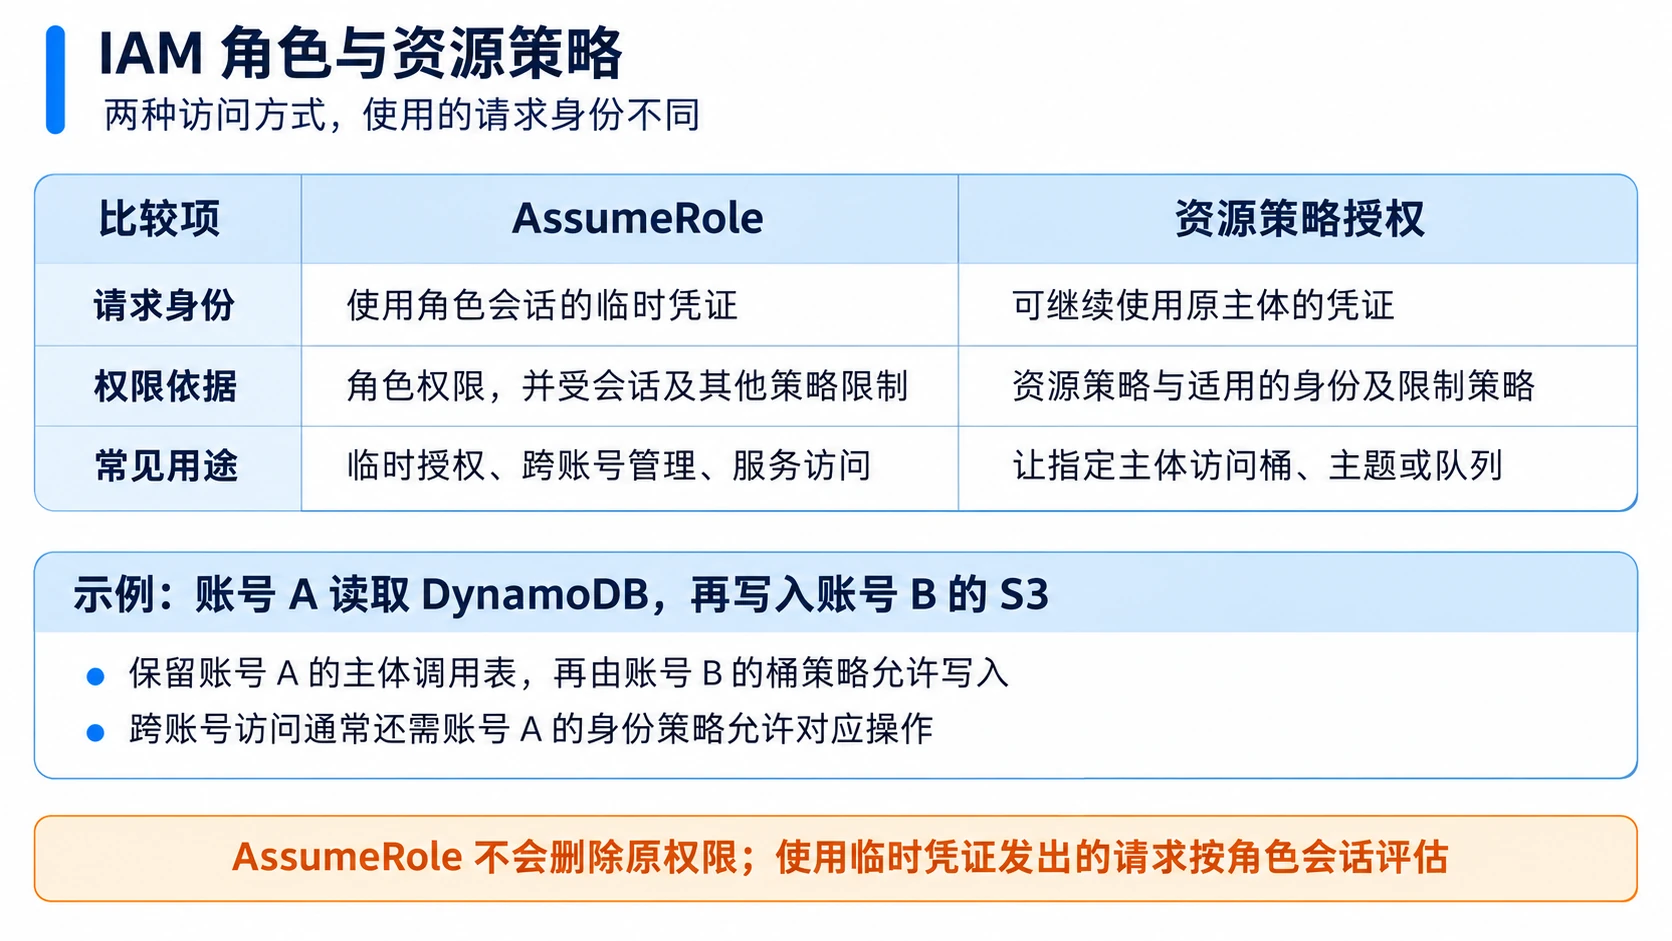 IAM 角色与资源策略
两种访问方式，使用的请求身份不同
比较项 AssumeRole 资源策略授权
请求身份 使用角色会话的临时凭证 可继续使用原主体的凭证
权限依据 角色权限，并受会话及其他策略限制 资源策略与适用的身份及限制策略
常见用途 临时授权、跨账号管理、服务访问 让指定主体访问桶、主题或队列
示例：账号 A 读取 DynamoDB，再写入账号 B 的 S3
● 保留账号 A 的主体调用表，再由账号 B 的桶策略允许写入
● 跨账号访问通常还需账号 A 的身份策略允许对应操作
AssumeRole 不会删除原权限；使用临时凭证发出的请求按角色会话评估